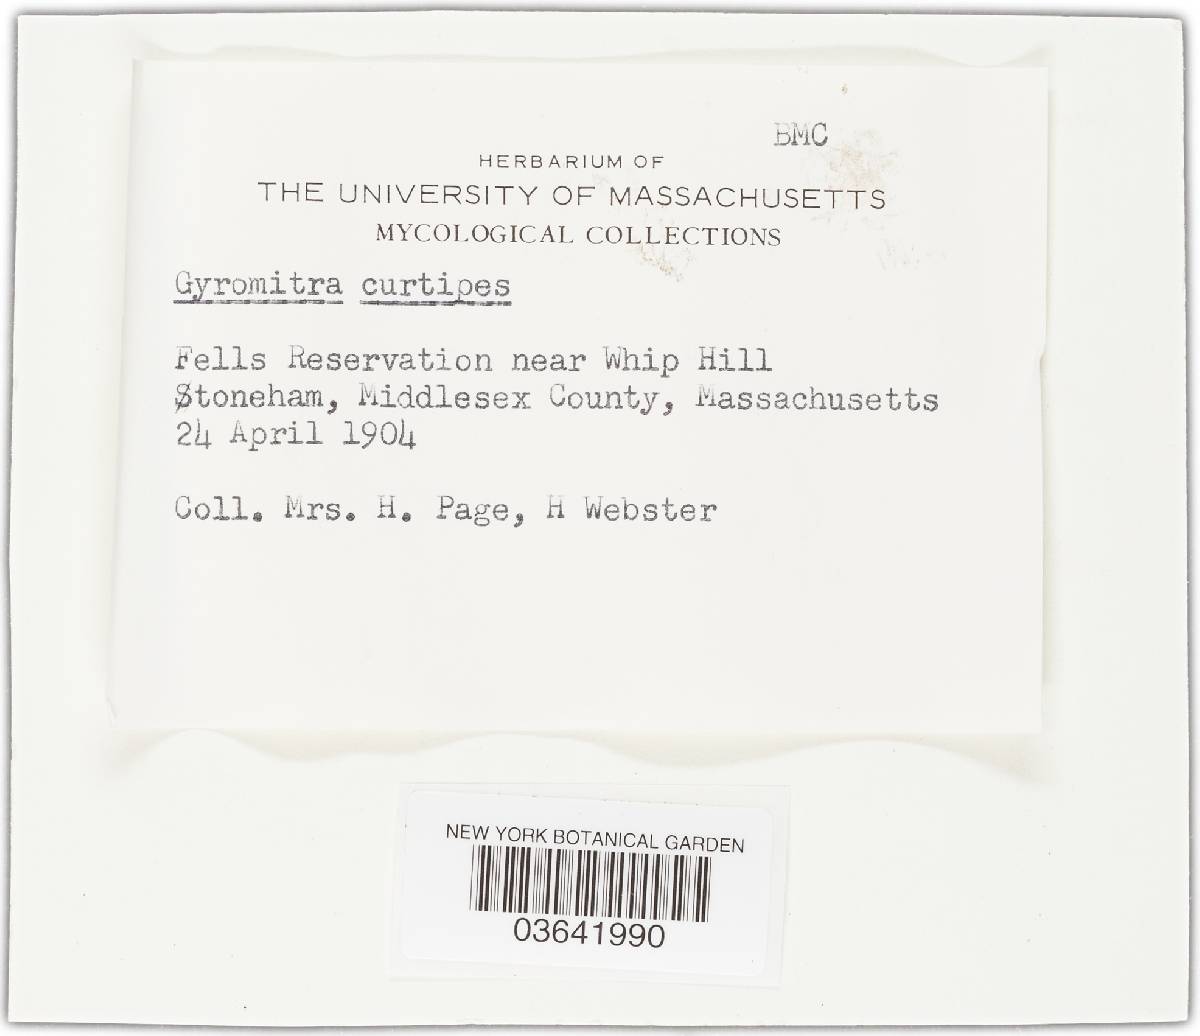 BMC
HERBARIUM OF
THE UNIVERSITY OF MASSACHUSETTS
MYCOLOGICAL COLLECTIONS
Gyromitra curtipes
Fells Reservation near Whip Hill
Stoneham, Middlesex County, Massachusetts
24 April 1904
Coll. Mrs. H. Page, H Webster
NEW YORK BOTANICAL GARDEN
03641990